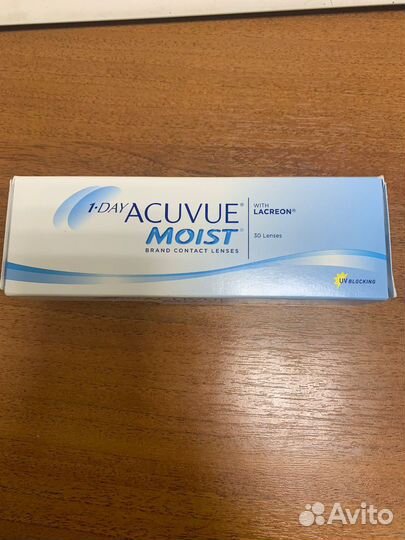 1·DAY ACUVUE®
MOIST®
BRAND CONTACT LENSES
WITH
LACREON®
30 Lenses
UV BLOCKING
Avito